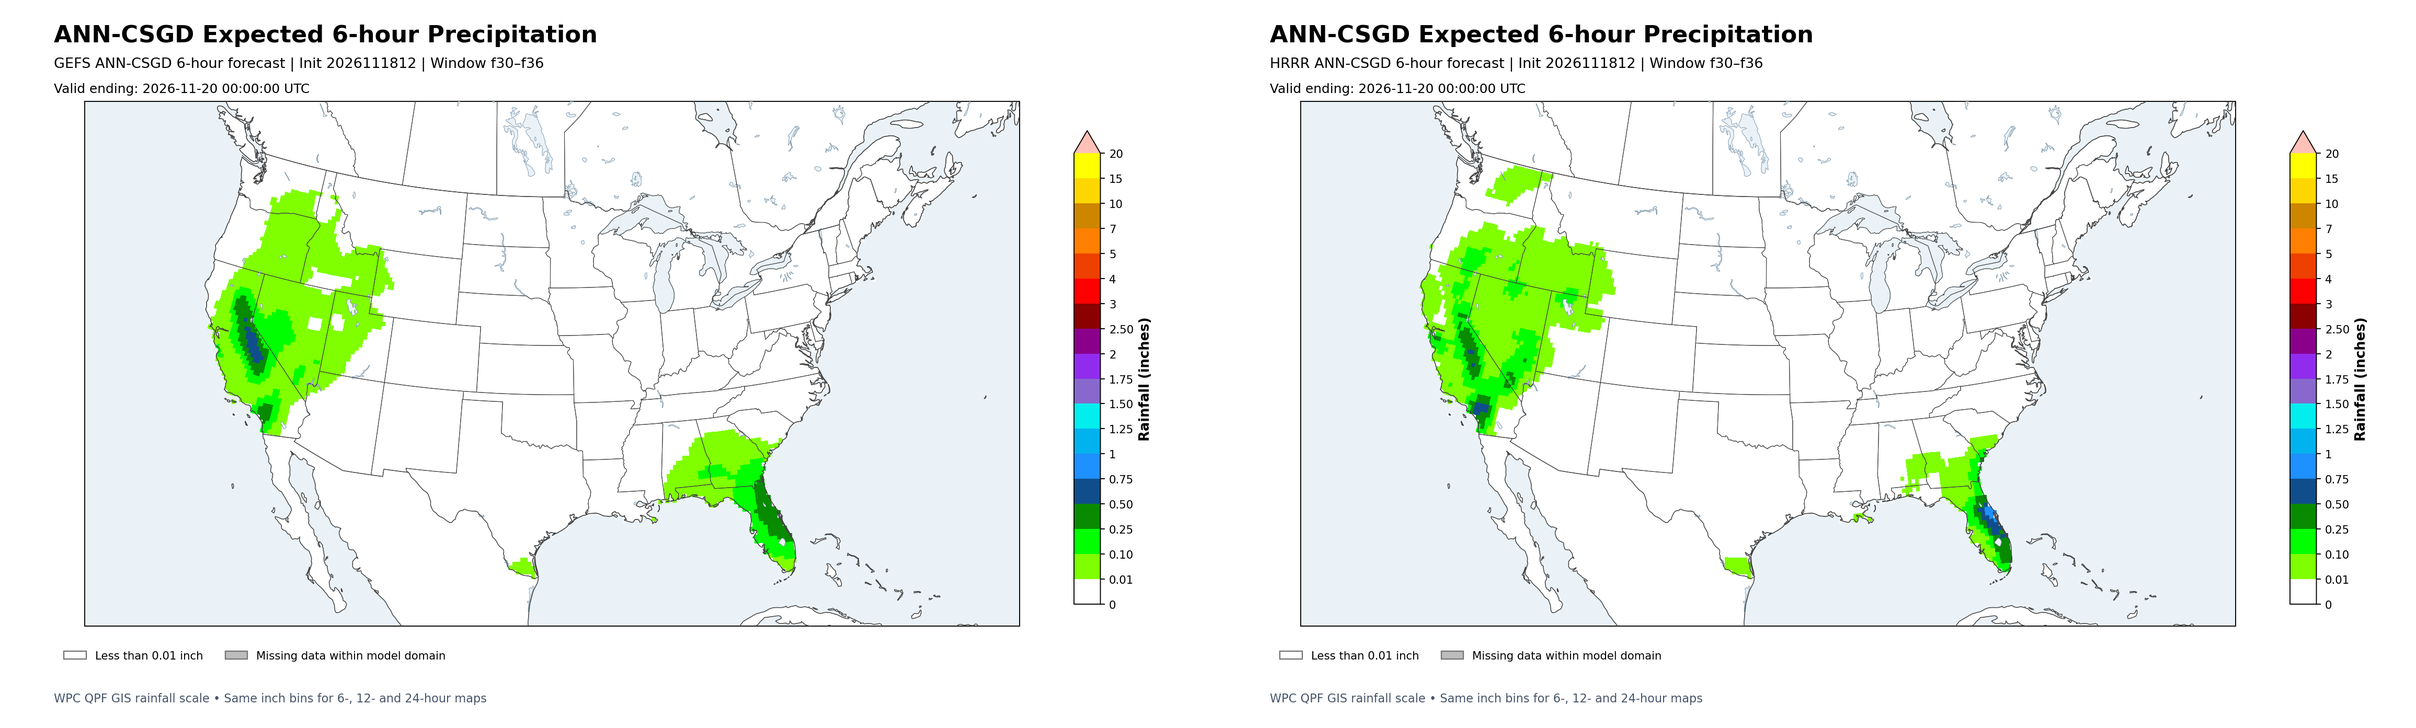 ANN-CSGD Expected 6-hour Precipitation
GEFS ANN-CSGD 6-hour forecast | Init 2026111812 | Window f30–f36
Valid ending: 2026-11-20 00:00:00 UTC
20
15
10
7
5
4
3
2.50
2
1.75
1.50
1.25
1
0.75
0.50
0.25
0.10
0.01
0
Rainfall (inches)
Less than 0.01 inch
Missing data within model domain
WPC QPF GIS rainfall scale • Same inch bins for 6-, 12- and 24-hour maps
ANN-CSGD Expected 6-hour Precipitation
HRRR ANN-CSGD 6-hour forecast | Init 2026111812 | Window f30–f36
Valid ending: 2026-11-20 00:00:00 UTC
20
15
10
7
5
4
3
2.50
2
1.75
1.50
1.25
1
0.75
0.50
0.25
0.10
0.01
0
Rainfall (inches)
Less than 0.01 inch
Missing data within model domain
WPC QPF GIS rainfall scale • Same inch bins for 6-, 12- and 24-hour maps